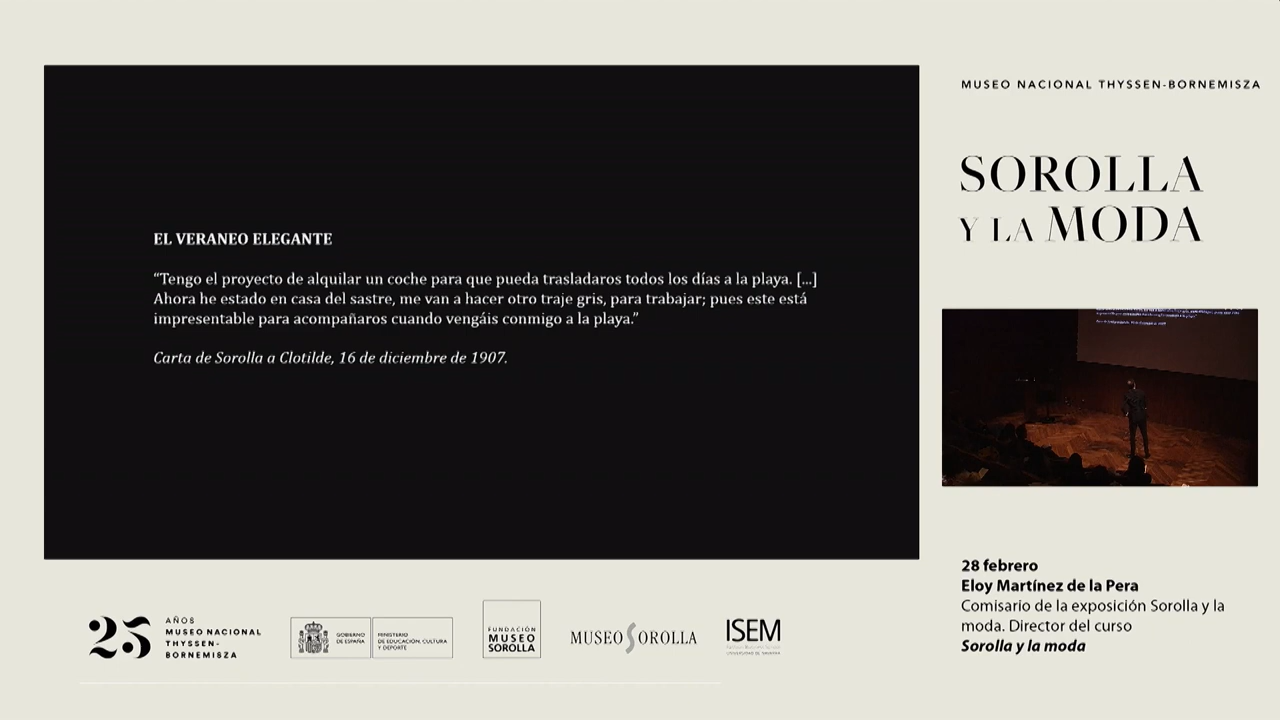 MUSEO NACIONAL THYSSEN-BORNEMISZA
SOROLLA
Y LA MODA
EL VERANEO ELEGANTE
“Tengo el proyecto de alquilar un coche para que pueda trasladaros todos los días a la playa. [...]
Ahora he estado en casa del sastre, me van a hacer otro traje gris, para trabajar; pues este está
impresentable para acompañaros cuando vengáis conmigo a la playa.”
Carta de Sorolla a Clotilde, 16 de diciembre de 1907.
28 febrero
Eloy Martínez de la Pera
Comisario de la exposición Sorolla y la
moda. Director del curso
Sorolla y la moda
25 AÑOS
MUSEO NACIONAL
THYSSEN-
BORNEMISZA
GOBIERNO
DE ESPAÑA
MINISTERIO
DE EDUCACIÓN, CULTURA
Y DEPORTE
FUNDACIÓN
MUSEO
SOROLLA
MUSEO SOROLLA
ISEM
UNIVERSIDAD DE NAVARRA